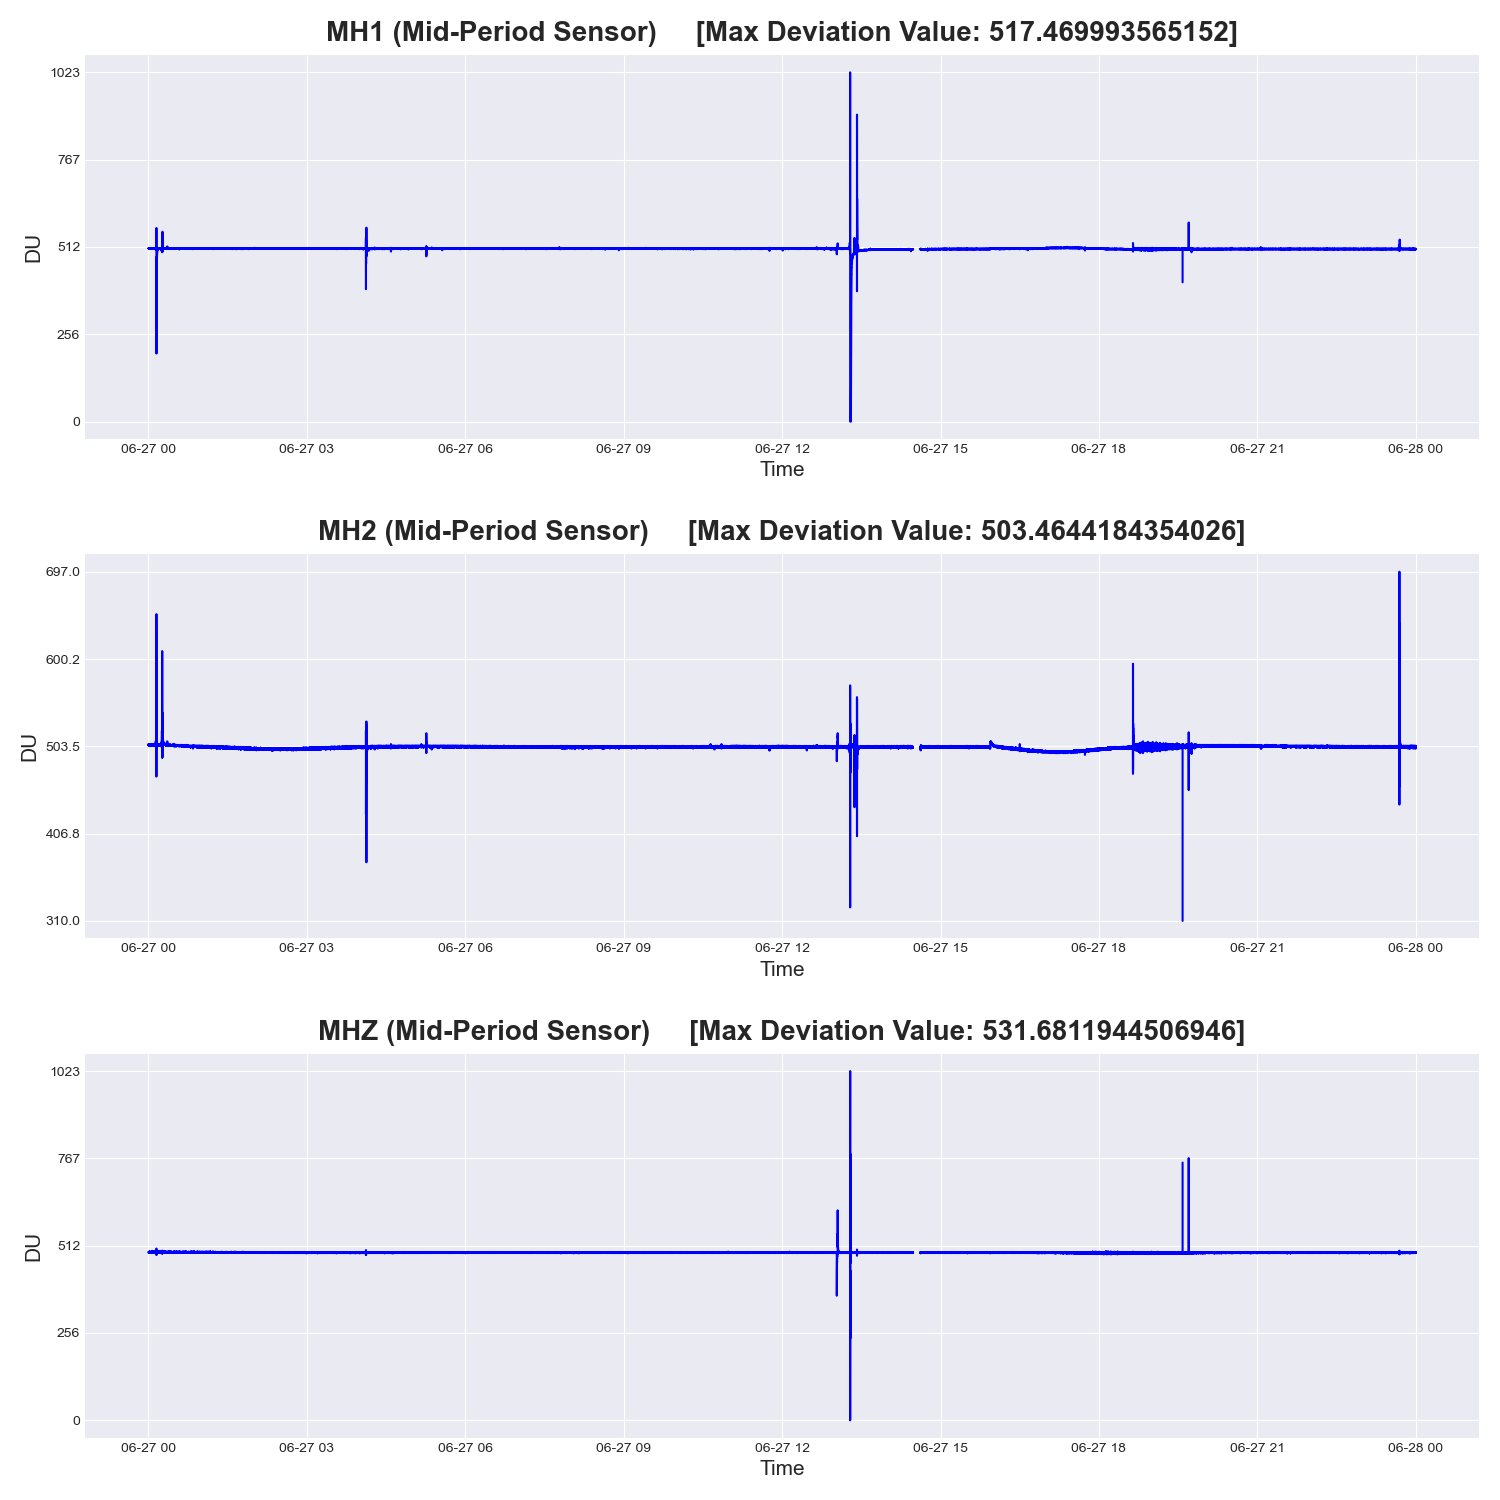 MH1 (Mid-Period Sensor) [Max Deviation Value: 517.469993565152]
1023
767
512
256
0
DU
06-27 00 06-27 03 06-27 06 06-27 09 06-27 12 06-27 15 06-27 18 06-27 21 06-28 00
Time
MH2 (Mid-Period Sensor) [Max Deviation Value: 503.4644184354026]
697.0
600.2
503.5
406.8
310.0
DU
06-27 00 06-27 03 06-27 06 06-27 09 06-27 12 06-27 15 06-27 18 06-27 21 06-28 00
Time
MHZ (Mid-Period Sensor) [Max Deviation Value: 531.6811944506946]
1023
767
512
256
0
DU
06-27 00 06-27 03 06-27 06 06-27 09 06-27 12 06-27 15 06-27 18 06-27 21 06-28 00
Time